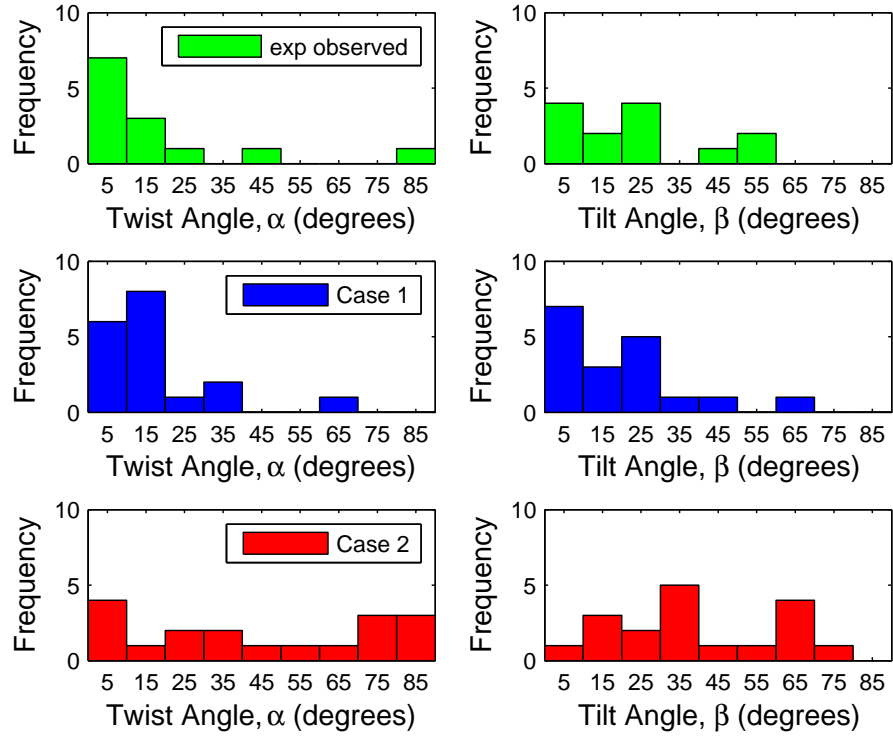 10
5
0
Frequency
exp observed
5 15 25 35 45 55 65 75 85
Twist Angle, α (degrees)
10
5
0
Frequency
5 15 25 35 45 55 65 75 85
Tilt Angle, β (degrees)
10
5
0
Frequency
Case 1
5 15 25 35 45 55 65 75 85
Twist Angle, α (degrees)
10
5
0
Frequency
5 15 25 35 45 55 65 75 85
Tilt Angle, β (degrees)
10
5
0
Frequency
Case 2
5 15 25 35 45 55 65 75 85
Twist Angle, α (degrees)
10
5
0
Frequency
5 15 25 35 45 55 65 75 85
Tilt Angle, β (degrees)